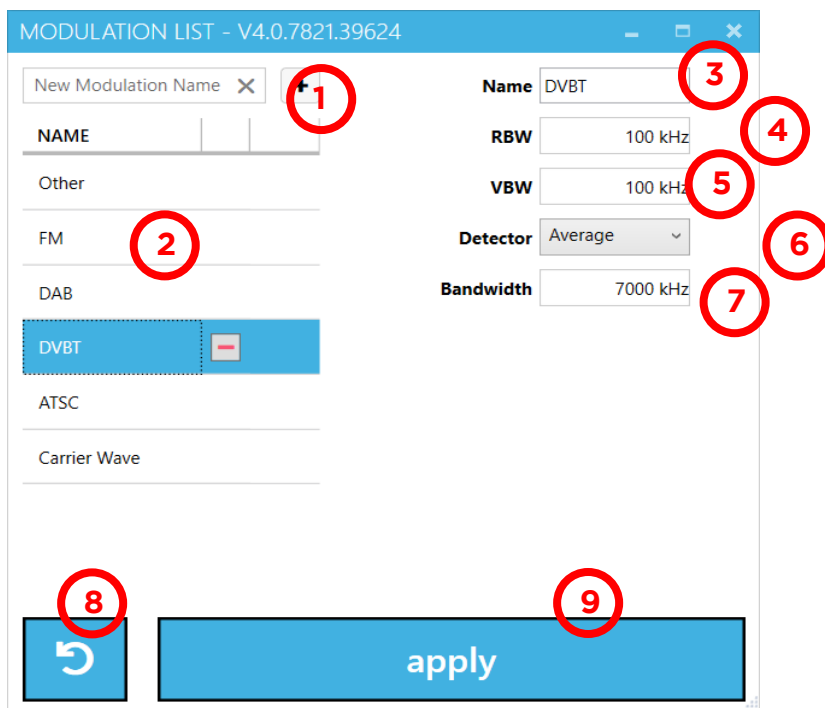 MODULATION LIST - V4.0.7821.39624
New Modulation Name
1
NAME
Other
FM
2
DAB
DVBT
ATSC
Carrier Wave
Name DVBT
3
RBW 100 kHz
4
VBW 100 kHz
5
Detector Average
6
Bandwidth 7000 kHz
7
8
9
apply